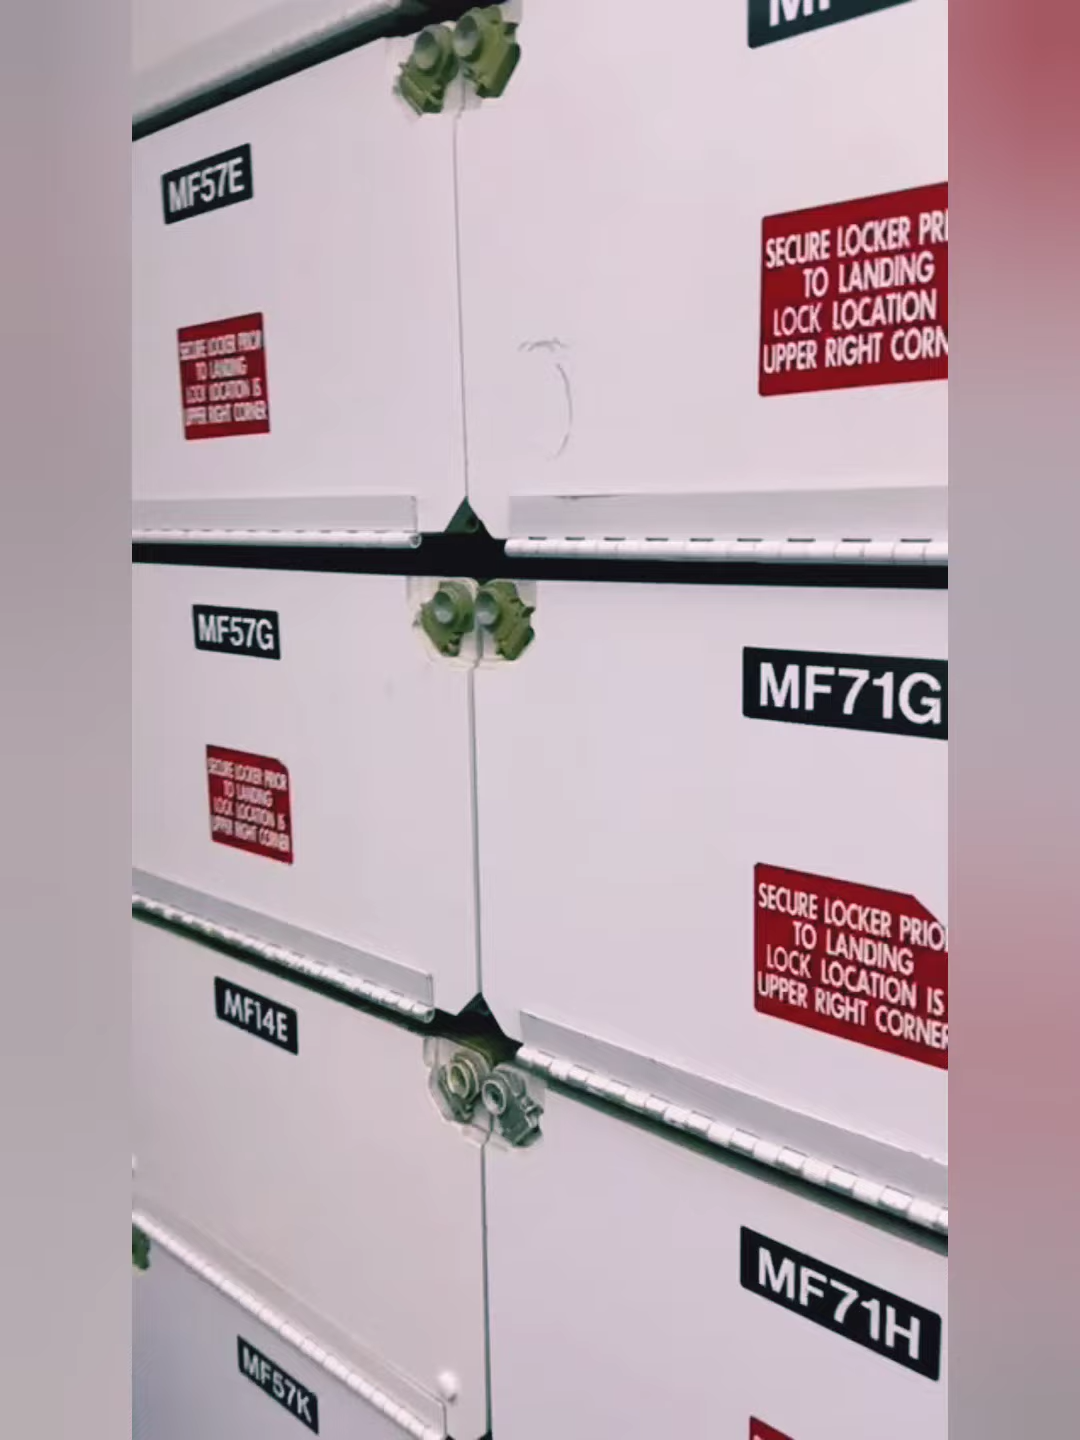 MF57E
SECURE LOCKER PRIOR
TO LANDING
LOCK LOCATION IS
UPPER RIGHT CORNER
SECURE LOCKER PRI
TO LANDING
LOCK LOCATION
UPPER RIGHT CORN
MF57G
SECURE LOCKER PRIOR
TO LANDING
LOCK LOCATION IS
UPPER RIGHT CORNER
MF71G
SECURE LOCKER PRIO
TO LANDING
LOCK LOCATION IS
UPPER RIGHT CORNER
MF14E
MF71H
MF57K